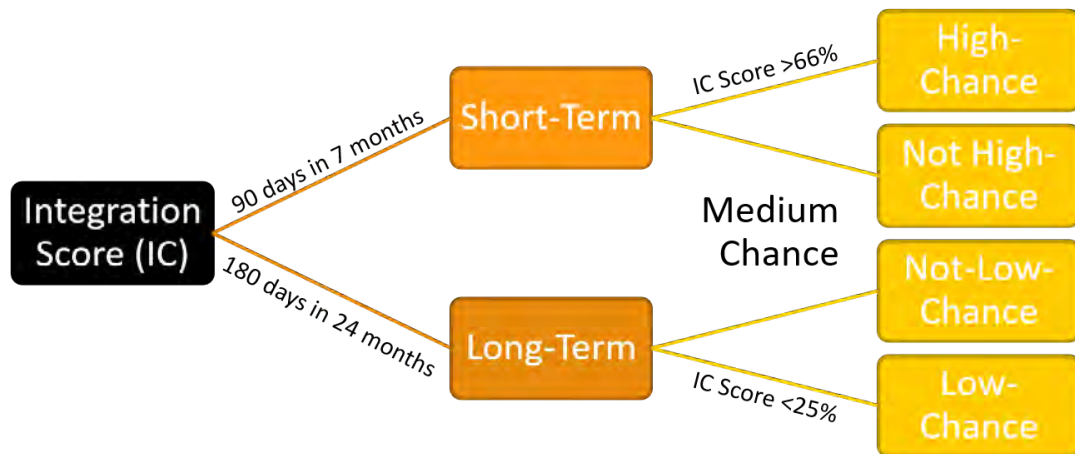 Integration
Score (IC)
90 days in 7 months
180 days in 24 months
Short-Term
Long-Term
IC Score >66%
IC Score <25%
Medium
Chance
High-
Chance
Not High-
Chance
Not-Low-
Chance
Low-
Chance